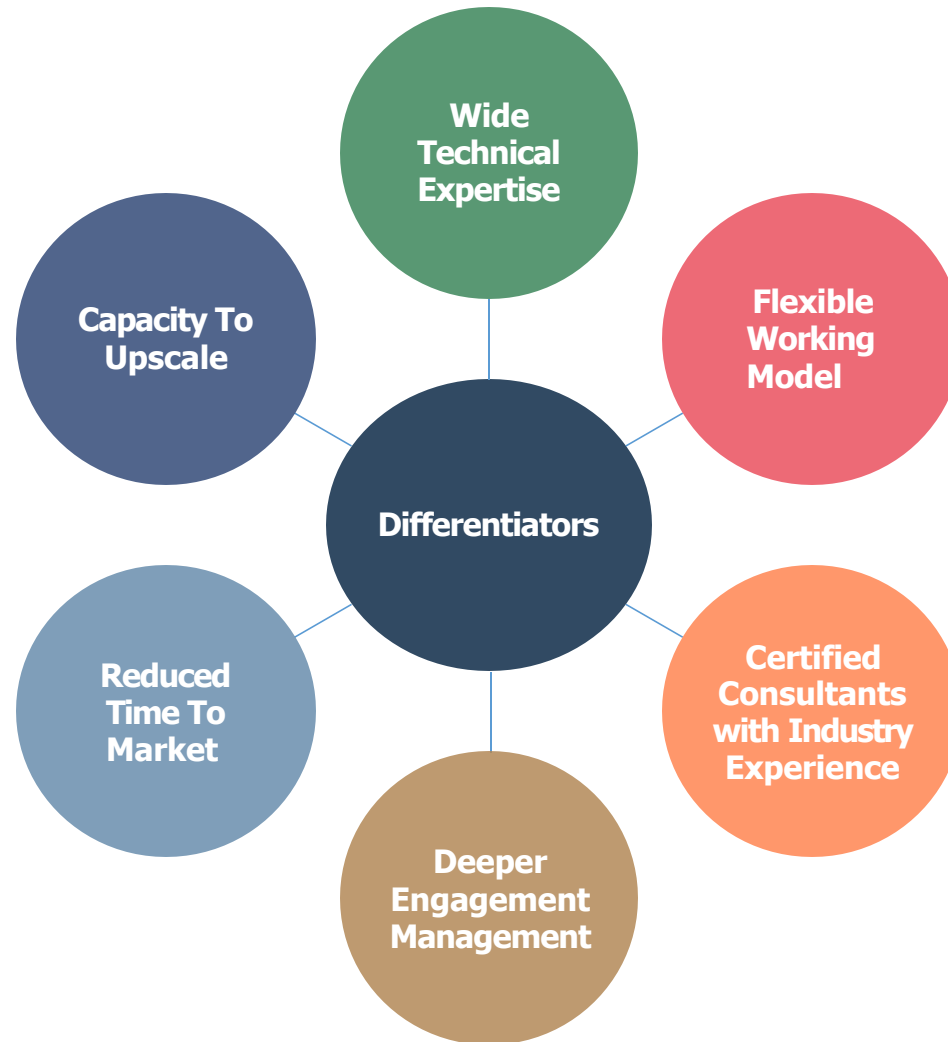 Wide
Technical
Expertise
Capacity To
Upscale
Flexible
Working
Model
Differentiators
Reduced
Time To
Market
Certified
Consultants
with Industry
Experience
Deeper
Engagement
Management